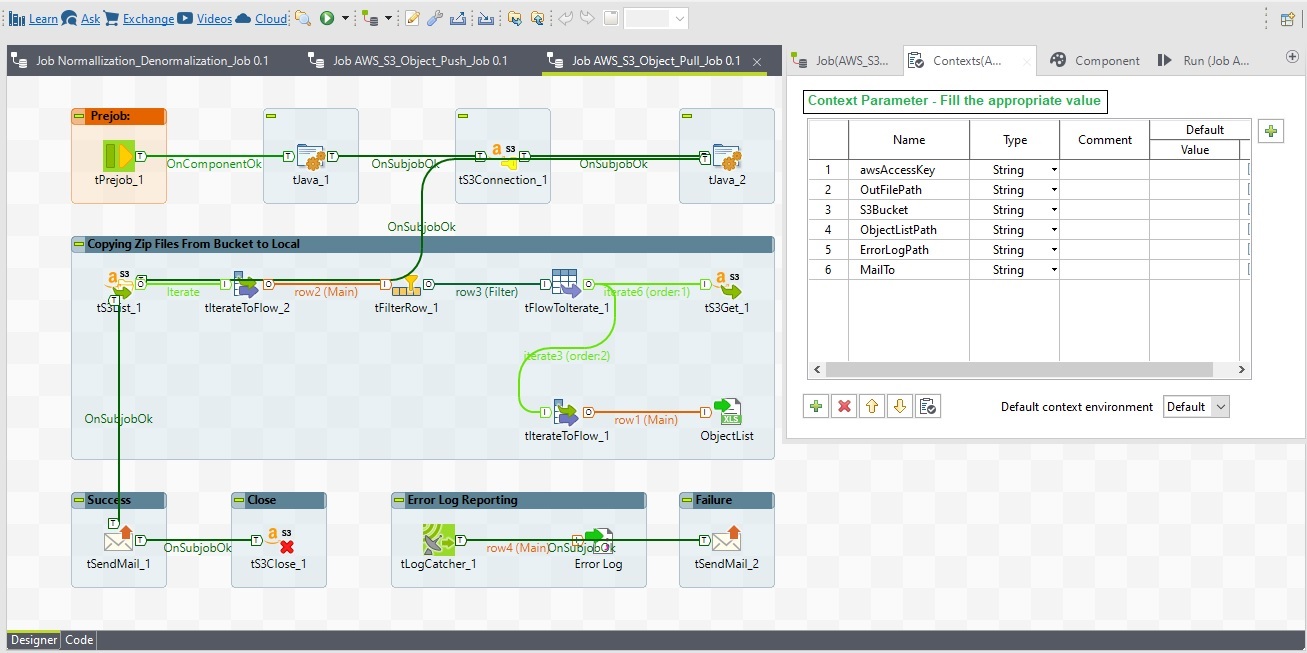 Learn Ask Exchange Videos Cloud
Job Normallization_Denormalization_Job 0.1 Job AWS_S3_Object_Push_Job 0.1 Job AWS_S3_Object_Pull_Job 0.1
Job(AWS_S3... Contexts(A... Component Run (Job A...
Prejob:
OnComponentOk OnSubjobOk OnSubjobOk
tPrejob_1 tJava_1 tS3Connection_1 tJava_2
OnSubjobOk
Copying Zip Files From Bucket to Local
Iterate row2 (Main) row3 (Filter) iterate6 (order:1)
tS3List_1 tIterateToFlow_2 tFilterRow_1 tFlowToIterate_1 tS3Get_1
iterate3 (order:2)
OnSubjobOk
row1 (Main)
tIterateToFlow_1 ObjectList
Success Close Error Log Reporting Failure
OnSubjobOk row4 (Main) OnSubjobOk
tSendMail_1 tS3Close_1 tLogCatcher_1 Error Log tSendMail_2
Designer Code
Context Parameter - Fill the appropriate value
Name Type Comment Default
Value
1 awsAccessKey String
2 OutFilePath String
3 S3Bucket String
4 ObjectListPath String
5 ErrorLogPath String
6 MailTo String
Default context environment Default